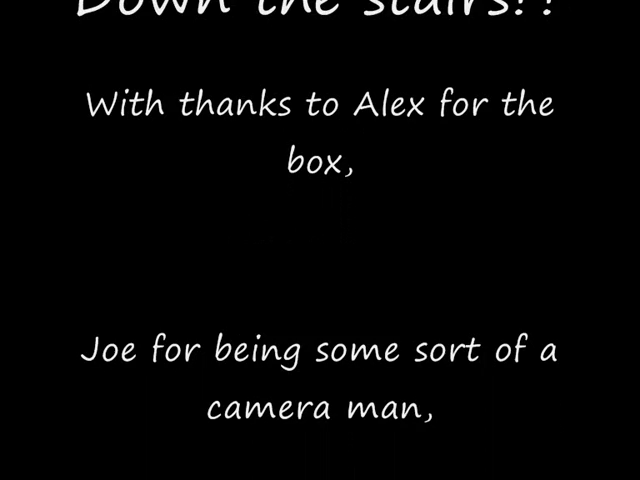 Down the stairs!!
With thanks to Alex for the
box,
Joe for being some sort of a
camera man,